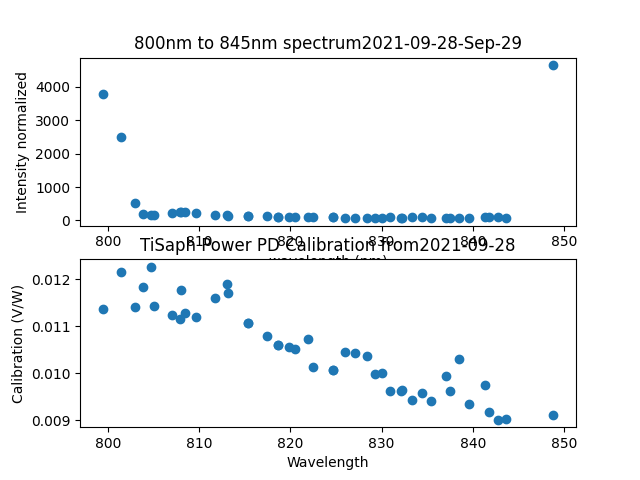 800nm to 845nm spectrum2021-09-28-Sep-29
Intensity normalized
4000
3000
2000
1000
0
800 810 820 830 840 850
wavelength (nm)
TiSaph Power PD Calibration from2021-09-28
Calibration (V/W)
0.012
0.011
0.010
0.009
800 810 820 830 840 850
Wavelength